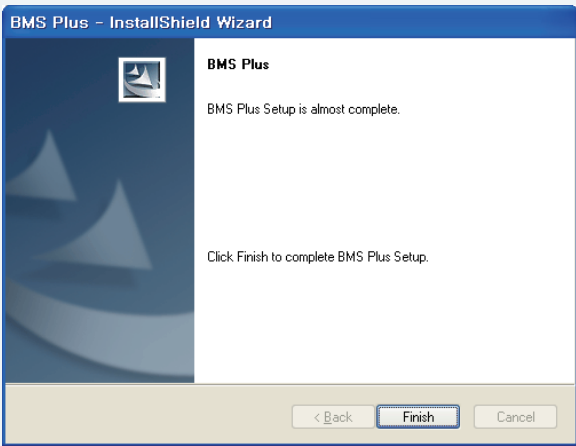 BMS Plus - InstallShield Wizard
BMS Plus
BMS Plus Setup is almost complete.
Click Finish to complete BMS Plus Setup.
< Back Finish Cancel